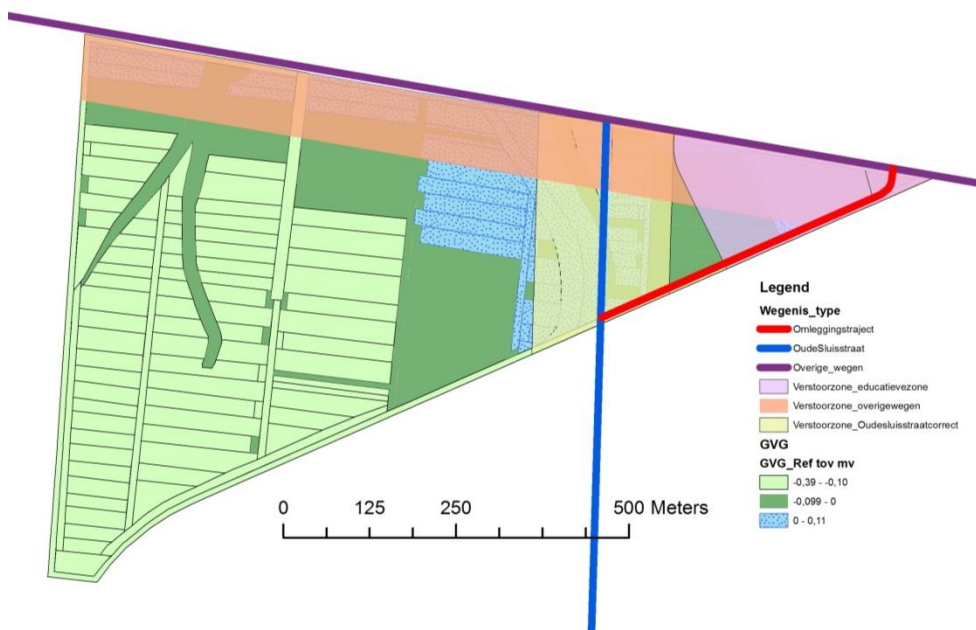 Legend
Wegenis_type
Omleggingstraject
OudeSluisstraat
Overige_wegen
Verstoorzone_educatievezone
Verstoorzone_overigewegen
Verstoorzone_Oudesluisstraatcorrect
GVG
GVG_Ref tov mv
-0,39 - -0,10
-0,099 - 0
0 - 0,11
0 125 250 500 Meters